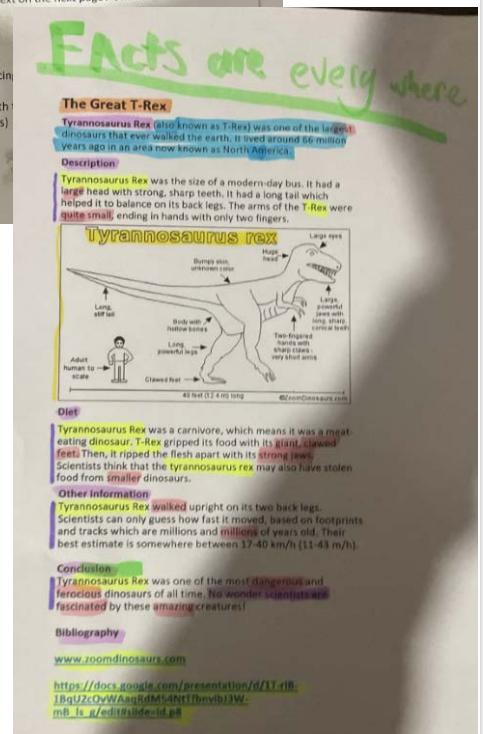 FActs are everywhere
The Great T-Rex
Tyrannosaurus Rex (also known as T-Rex) was one of the largest
dinosaurs that ever walked the earth. It lived around 66 million
years ago in an area now known as North America.
Description
Tyrannosaurus Rex was the size of a modern-day bus. It had a
large head with strong, sharp teeth. It had a long tail which
helped it to balance on its back legs. The arms of the T-Rex were
quite small, ending in hands with only two fingers.
Tyrannosaurus rex
Large eyes
Huge
head
Bumpy skin,
unknown color
Long,
stiff tail
Large,
powerful
jaws with
long, sharp,
conical teeth
Body with
hollow bones
Two-fingered
hands with
sharp claws -
very short arms
Long,
powerful legs
Adult
human to
scale
Clawed feet
40 feet (12.4 m) long
©ZoomDinosaurs.com
Diet
Tyrannosaurus Rex was a carnivore, which means it was a meat-
eating dinosaur. T-Rex gripped its food with its giant, clawed
feet. Then, it ripped the flesh apart with its strong jaws.
Scientists think that the tyrannosaurus rex may also have stolen
food from smaller dinosaurs.
Other Information
Tyrannosaurus Rex walked upright on its two back legs.
Scientists can only guess how fast it moved, based on footprints
and tracks which are millions and millions of years old. Their
best estimate is somewhere between 17-40 km/h (11-43 m/h).
Conclusion
Tyrannosaurus Rex was one of the most dangerous and
ferocious dinosaurs of all time. No wonder scientists are
fascinated by these amazing creatures!
Bibliography
www.zoomdinosaurs.com